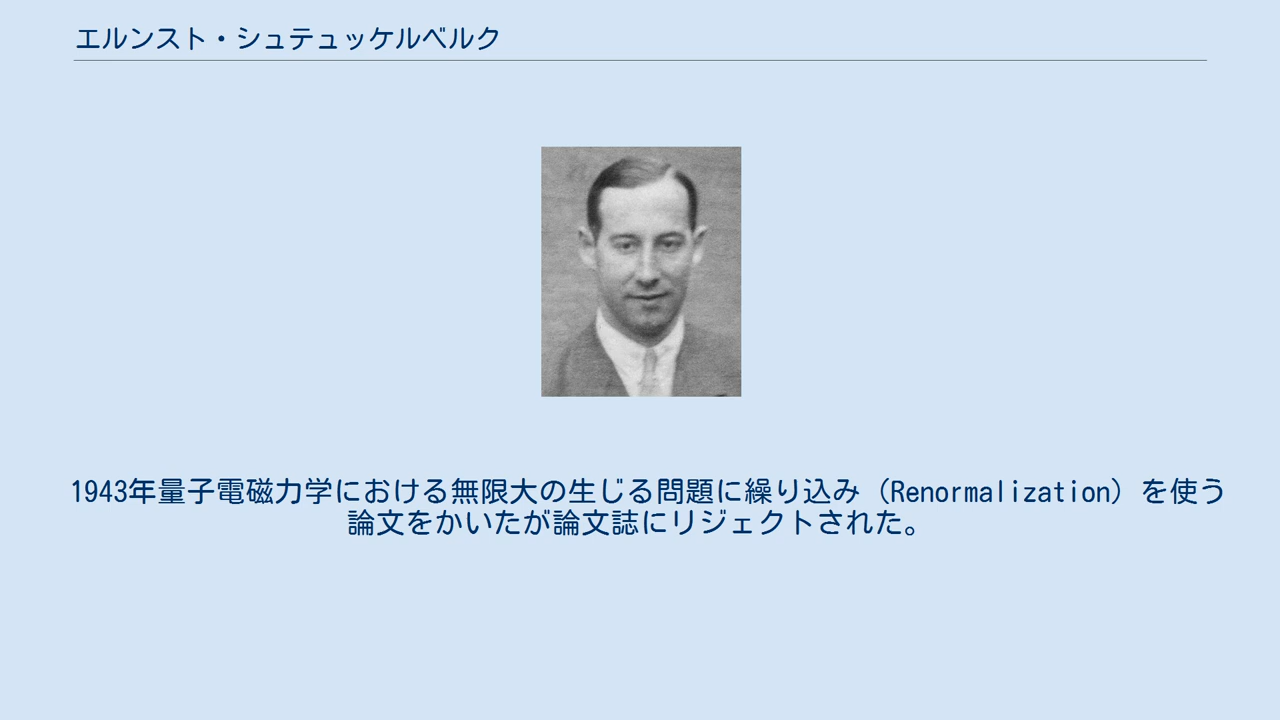 エルンスト・シュテュッケルベルク
1943年量子電磁力学における無限大の生じる問題に繰り込み（Renormalization）を使う
論文をかいたが論文誌にリジェクトされた。